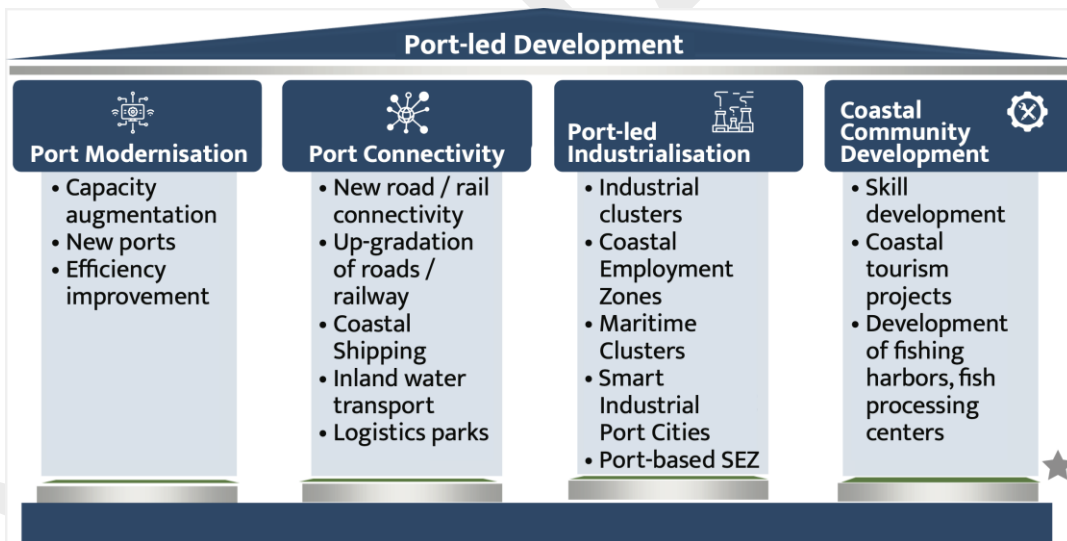 Port-led Development
Port Modernisation
• Capacity
augmentation
• New ports
• Efficiency
improvement
Port Connectivity
• New road / rail
connectivity
• Up-gradation
of roads /
railway
• Coastal
Shipping
• Inland water
transport
• Logistics parks
Port-led
Industrialisation
• Industrial
clusters
• Coastal
Employment
Zones
• Maritime
Clusters
• Smart
Industrial
Port Cities
• Port-based SEZ
Coastal
Community
Development
• Skill
development
• Coastal
tourism
projects
• Development
of fishing
harbors, fish
processing
centers